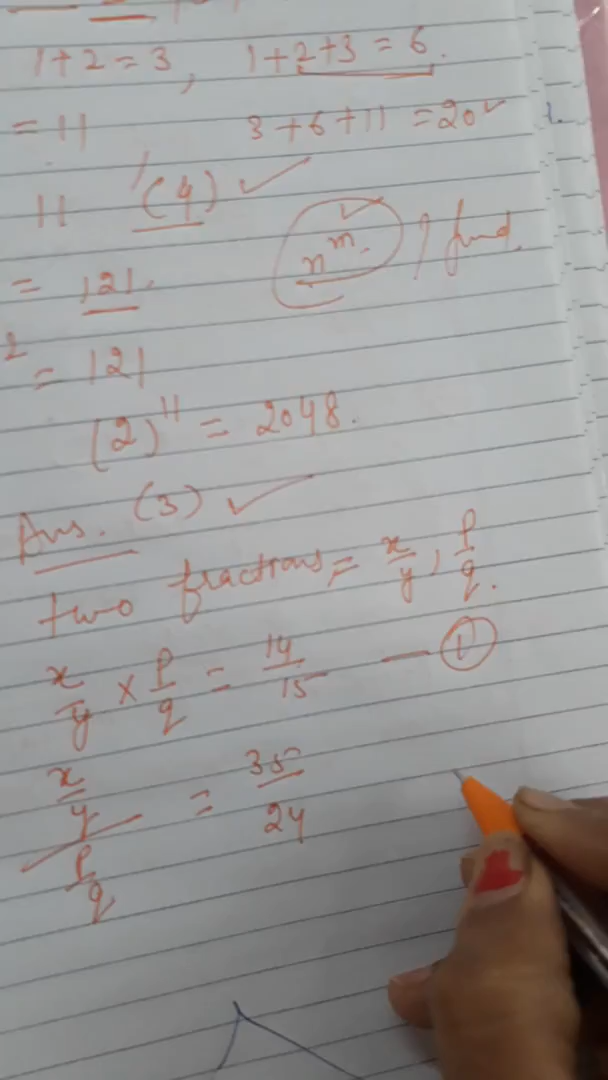 1+2=3, 1+2+3=6.
=11 3+6+11=20
11 (4) ✓
= 121. n^m. find.
2 = 121
(2)^11 = 2048.
Ans. (3) ✓
two fractions = x/y, p/q.
x/y × p/q = 14/15 — (1)
(x/y)/(p/q) = 35/24